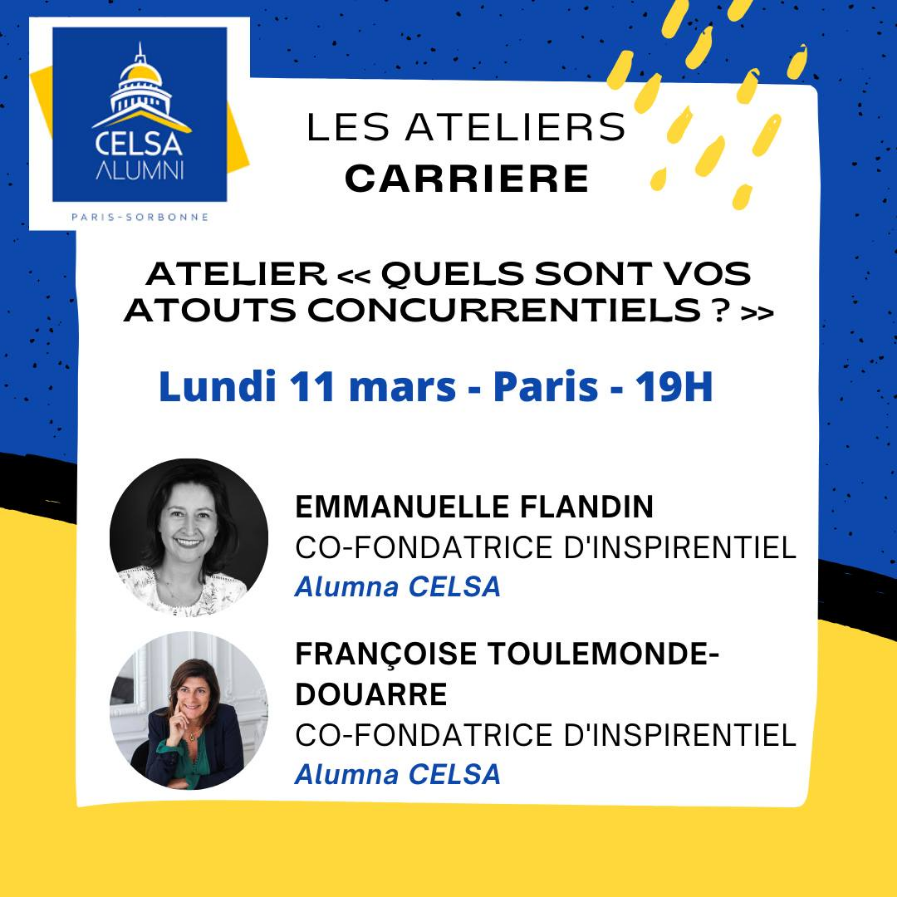 CELSA
ALUMNI
PARIS-SORBONNE
LES ATELIERS
CARRIERE
ATELIER << QUELS SONT VOS
ATOUTS CONCURRENTIELS ? >>
Lundi 11 mars - Paris - 19H
EMMANUELLE FLANDIN
CO-FONDATRICE D'INSPIRENTIEL
Alumna CELSA
FRANÇOISE TOULEMONDE-
DOUARRE
CO-FONDATRICE D'INSPIRENTIEL
Alumna CELSA